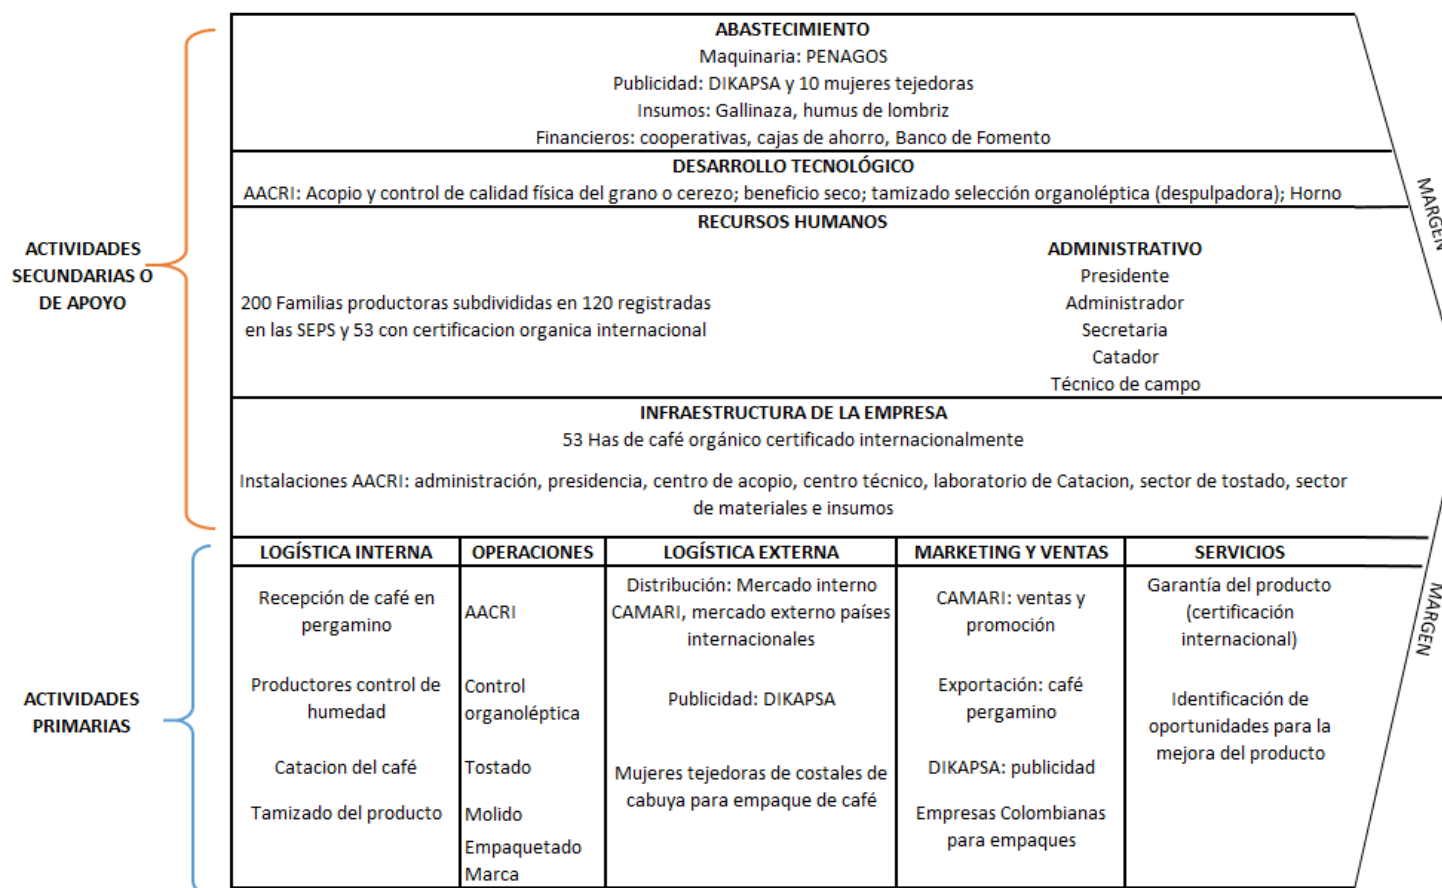 ABASTECIMIENTO
Maquinaria: PENAGOS
Publicidad: DIKAPSA y 10 mujeres tejedoras
Insumos: Gallinaza, humus de lombriz
Financieros: cooperativas, cajas de ahorro, Banco de Fomento
DESARROLLO TECNOLÓGICO
AACRI: Acopio y control de calidad física del grano o cerezo; beneficio seco; tamizado selección organoléptica (despulpadora); Horno
MARGEN
ACTIVIDADES
SECUNDARIAS O
DE APOYO
RECURSOS HUMANOS
200 Familias productoras subdivididas en 120 registradas
en las SEPS y 53 con certificacion organica internacional
ADMINISTRATIVO
Presidente
Administrador
Secretaria
Catador
Técnico de campo
INFRAESTRUCTURA DE LA EMPRESA
53 Has de café orgánico certificado internacionalmente
Instalaciones AACRI: administración, presidencia, centro de acopio, centro técnico, laboratorio de Catacion, sector de tostado, sector
de materiales e insumos
ACTIVIDADES
PRIMARIAS
LOGÍSTICA INTERNA
Recepción de café en
pergamino
Productores control de
humedad
Catacion del café
Tamizado del producto
OPERACIONES
AACRI
Control
organoléptica
Tostado
Molido
Empaquetado
Marca
LOGÍSTICA EXTERNA
Distribución: Mercado interno
CAMARI, mercado externo países
internacionales
Publicidad: DIKAPSA
Mujeres tejedoras de costales de
cabuya para empaque de café
MARKETING Y VENTAS
CAMARI: ventas y
promoción
Exportación: café
pergamino
DIKAPSA: publicidad
Empresas Colombianas
para empaques
SERVICIOS
Garantía del producto
(certificación
internacional)
Identificación de
oportunidades para la
mejora del producto
MARGEN